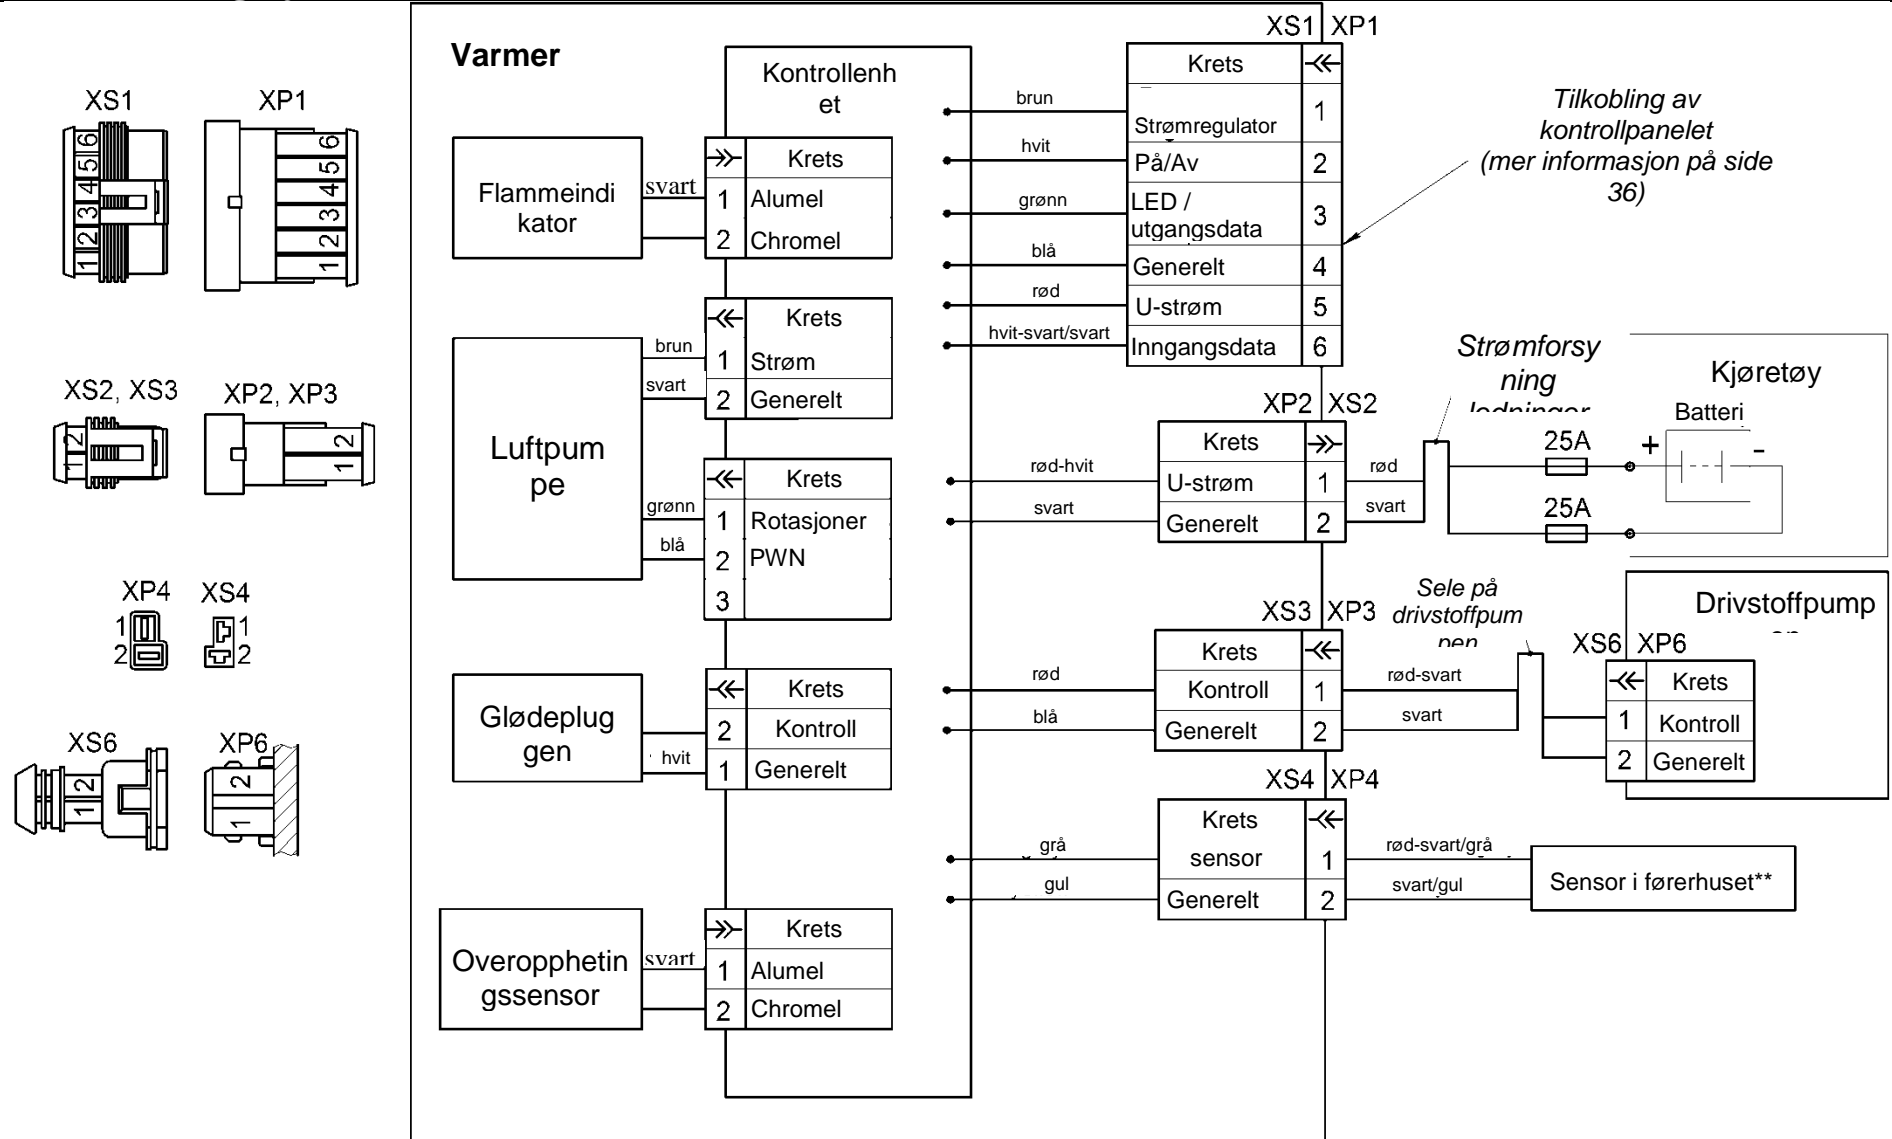 XS1
XP1
6
5
4
3
2
1
6
5
4
3
2
1
XS2, XS3
XP2, XP3
2
1
2
1
XP4
XS4
1
2
1
2
XS6
XP6
2
1
2
1
Varmer
Kontrollenh
et
Flammeindi
kator
svart
Krets
1 Alumel
2 Chromel
Luftpum
pe
brun
svart
Krets
1 Strøm
2 Generelt
grønn
blå
Krets
1 Rotasjoner
2 PWN
3
Glødeplug
gen
hvit
Krets
2 Kontroll
1 Generelt
Overopphetin
gssensor
svart
Krets
1 Alumel
2 Chromel
XS1 XP1
Krets
brun
Strømregulator 1
hvit
På/Av 2
grønn
LED /
utgangsdata 3
blå
Generelt 4
rød
U-strøm 5
hvit-svart/svart
Inngangsdata 6
Tilkobling av
kontrollpanelet
(mer informasjon på side
36)
XP2 XS2
Krets
rød-hvit U-strøm 1 rød
svart Generelt 2 svart
Strømforsy
ning
ledninger
25A
25A
Kjøretøy
Batteri
+
-
XS3 XP3
Krets
rød Kontroll 1 rød-svart
blå Generelt 2 svart
Sele på
drivstoffpum
pen
Drivstoffpump
XS6 XP6
Krets
1 Kontroll
2 Generelt
XS4 XP4
Krets
grå sensor 1 rød-svart/grå
gul Generelt 2 svart/gul
Sensor i førerhuset**